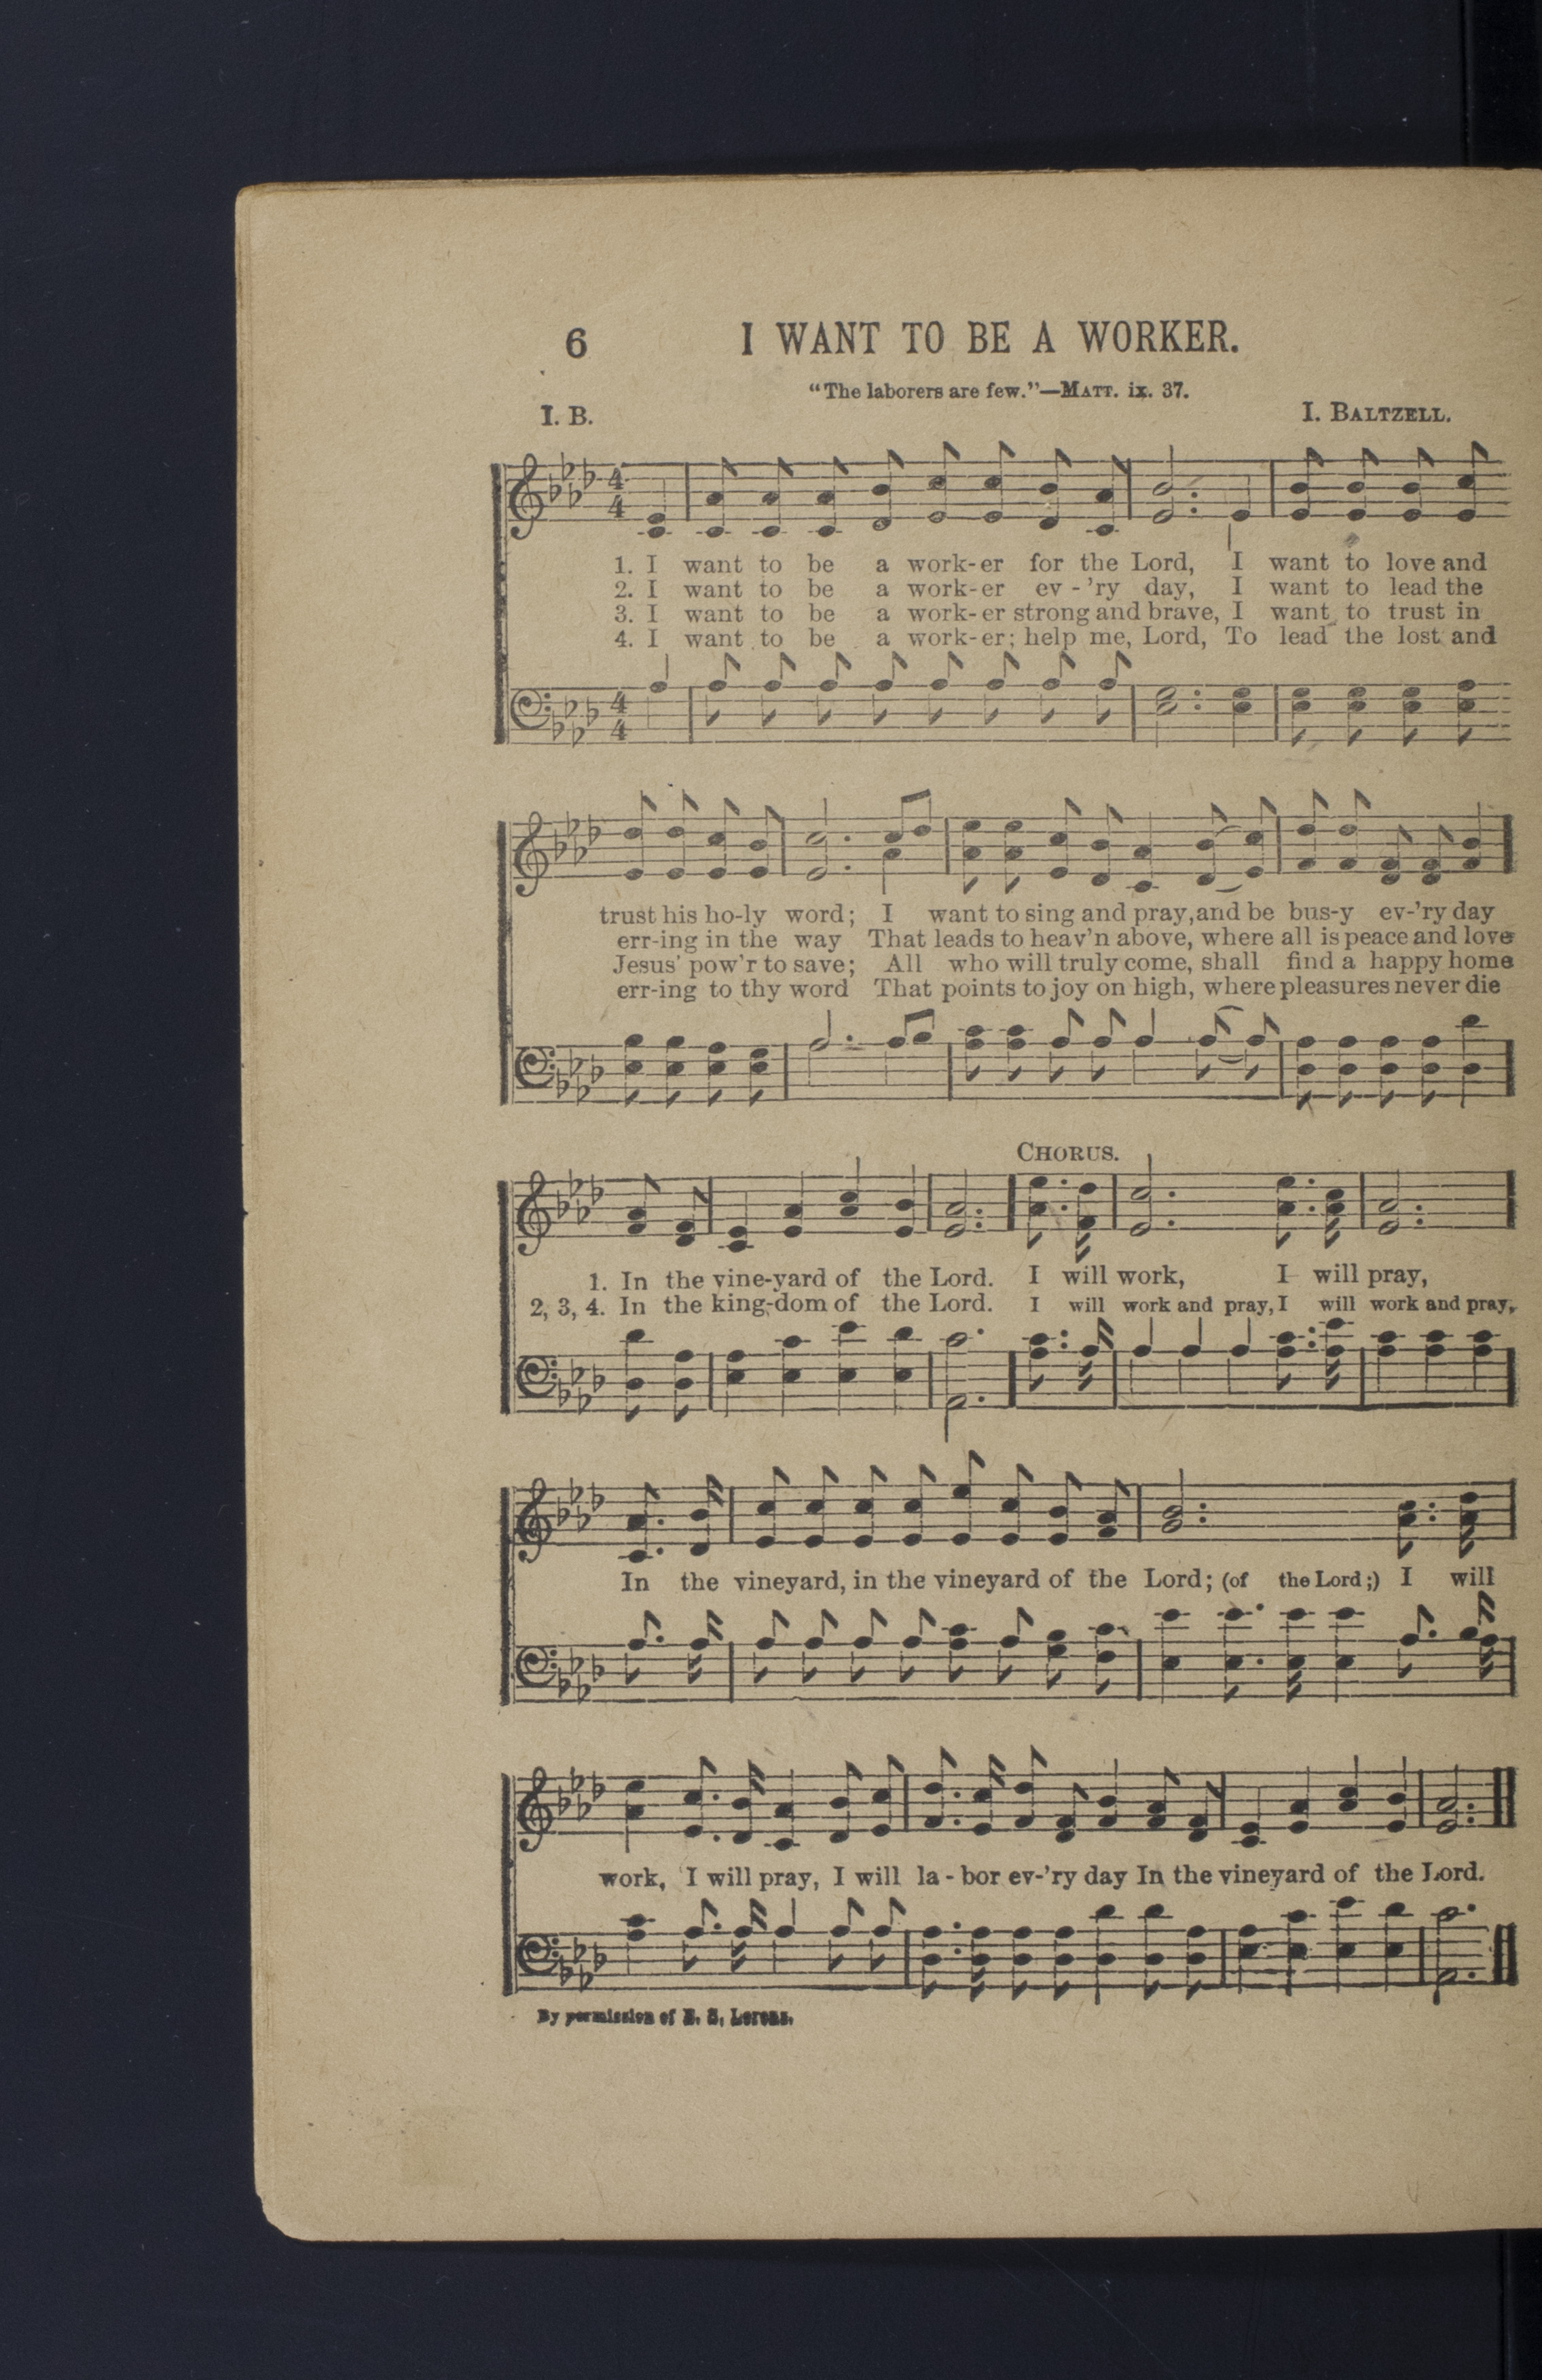 6 I WANT TO BE A WORKER.
"The laborers are few."—MATT. ix. 37.
I. B. I. BALTZELL.
4 4
1. I want to be a work-er for the Lord, I want to love and
2. I want to be a work-er ev-'ry day, I want to lead the
3. I want to be a work-er strong and brave, I want to trust in
4. I want to be a work-er; help me, Lord, To lead the lost and
4 4
trust his ho-ly word; I want to sing and pray, and be bus-y ev-'ry day
err-ing in the way That leads to heav'n above, where all is peace and love
Jesus' pow'r to save; All who will truly come, shall find a happy home
err-ing to thy word That points to joy on high, where pleasures never die
CHORUS.
1. In the vine-yard of the Lord. I will work, I will pray,
2, 3, 4. In the king-dom of the Lord. I will work and pray, I will work and pray,
In the vineyard, in the vineyard of the Lord; (of the Lord;) I will
work, I will pray, I will la-bor ev-'ry day In the vineyard of the Lord.
By permission of E. S. Lorenz.